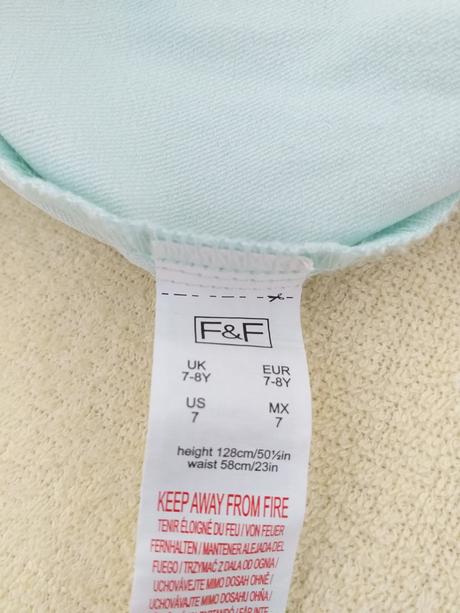 F&F
UK EUR
7-8Y 7-8Y
US MX
7 7
height 128cm/50½in
waist 58cm/23in
KEEP AWAY FROM FIRE
TENIR ÉLOIGNÉ DU FEU / VON FEUER
FERNHALTEN / MANTENER ALEJADA DEL
FUEGO / TRZYMAĆ Z DALA OD OGNIA /
UCHOVÁVEJTE MIMO DOSAH OHNĚ /
UCHOVÁVAJTE MIMO DOSAHU OHŇA /